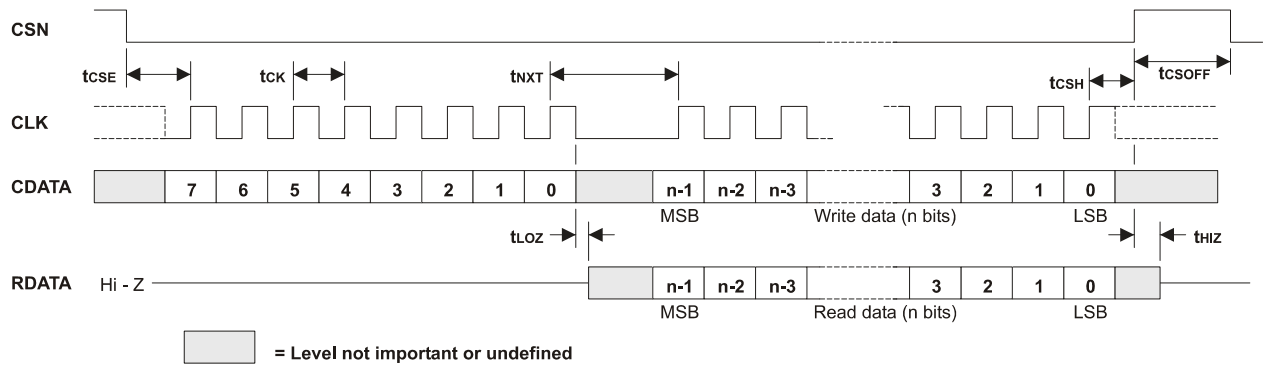 CSN
tCSE tCK tNXT tCSH tCSOFF
CLK
CDATA 7 6 5 4 3 2 1 0 n-1 n-2 n-3 3 2 1 0
MSB Write data (n bits) LSB
tLOZ tHIZ
RDATA Hi - Z n-1 n-2 n-3 3 2 1 0
MSB Read data (n bits) LSB
= Level not important or undefined